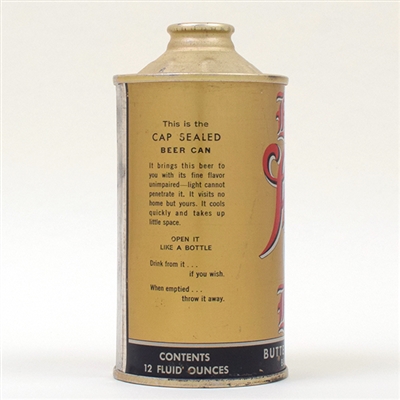 This is the
CAP SEALED
BEER CAN
It brings this beer to
you with its fine flavor
unimpaired—light cannot
penetrate it. It visits no
home but yours. It cools
quickly and takes up
little space.
OPEN IT
LIKE A BOTTLE
Drink from it . . .
if you wish.
When emptied . . .
throw it away.
CONTENTS
12 FLUID OUNCES
BUTTE